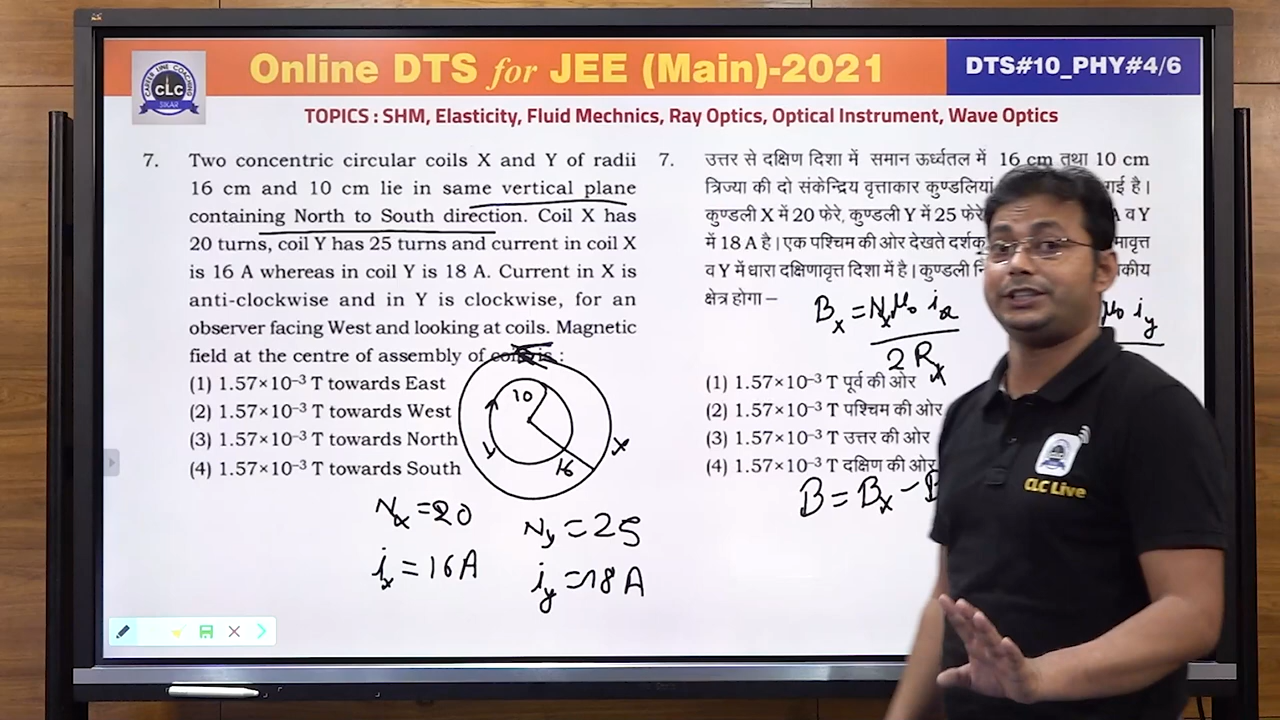 Online DTS for JEE (Main)-2021
DTS#10_PHY#4/6
CAREER LINE COACHING
CLC
SIKAR
TOPICS : SHM, Elasticity, Fluid Mechnics, Ray Optics, Optical Instrument, Wave Optics
7. Two concentric circular coils X and Y of radii
16 cm and 10 cm lie in same vertical plane
containing North to South direction. Coil X has
20 turns, coil Y has 25 turns and current in coil X
is 16 A whereas in coil Y is 18 A. Current in X is
anti-clockwise and in Y is clockwise, for an
observer facing West and looking at coils. Magnetic
field at the centre of assembly of
(1) 1.57×10⁻³ T towards East
(2) 1.57×10⁻³ T towards West
(3) 1.57×10⁻³ T towards North
(4) 1.57×10⁻³ T towards South
10
16
X
Nx = 20
ix = 16A
Ny = 25
iy = 18A
7. उत्तर से दक्षिण दिशा में समान ऊर्ध्वतल में 16 cm तथा 10 cm
त्रिज्या की दो संकेन्द्रिय वृत्ताकार कुण्डलियां गई है।
कुण्डली X में 20 फेरे, कुण्डली Y में 25 फेरे A व Y
में 18 A है। एक पश्चिम की ओर देखते
व Y में धारा दक्षिणावृत्त दिशा में है।
क्षेत्र होगा –
Bx = Nxμ₀ ix
2Rx
μ₀ iy
(1) 1.57×10⁻³ T पूर्व की ओर
(2) 1.57×10⁻³ T पश्चिम की ओर
(3) 1.57×10⁻³ T उत्तर की ओर
(4) 1.57×10⁻³ T दक्षिण की ओर
B = Bx –
CLC Live